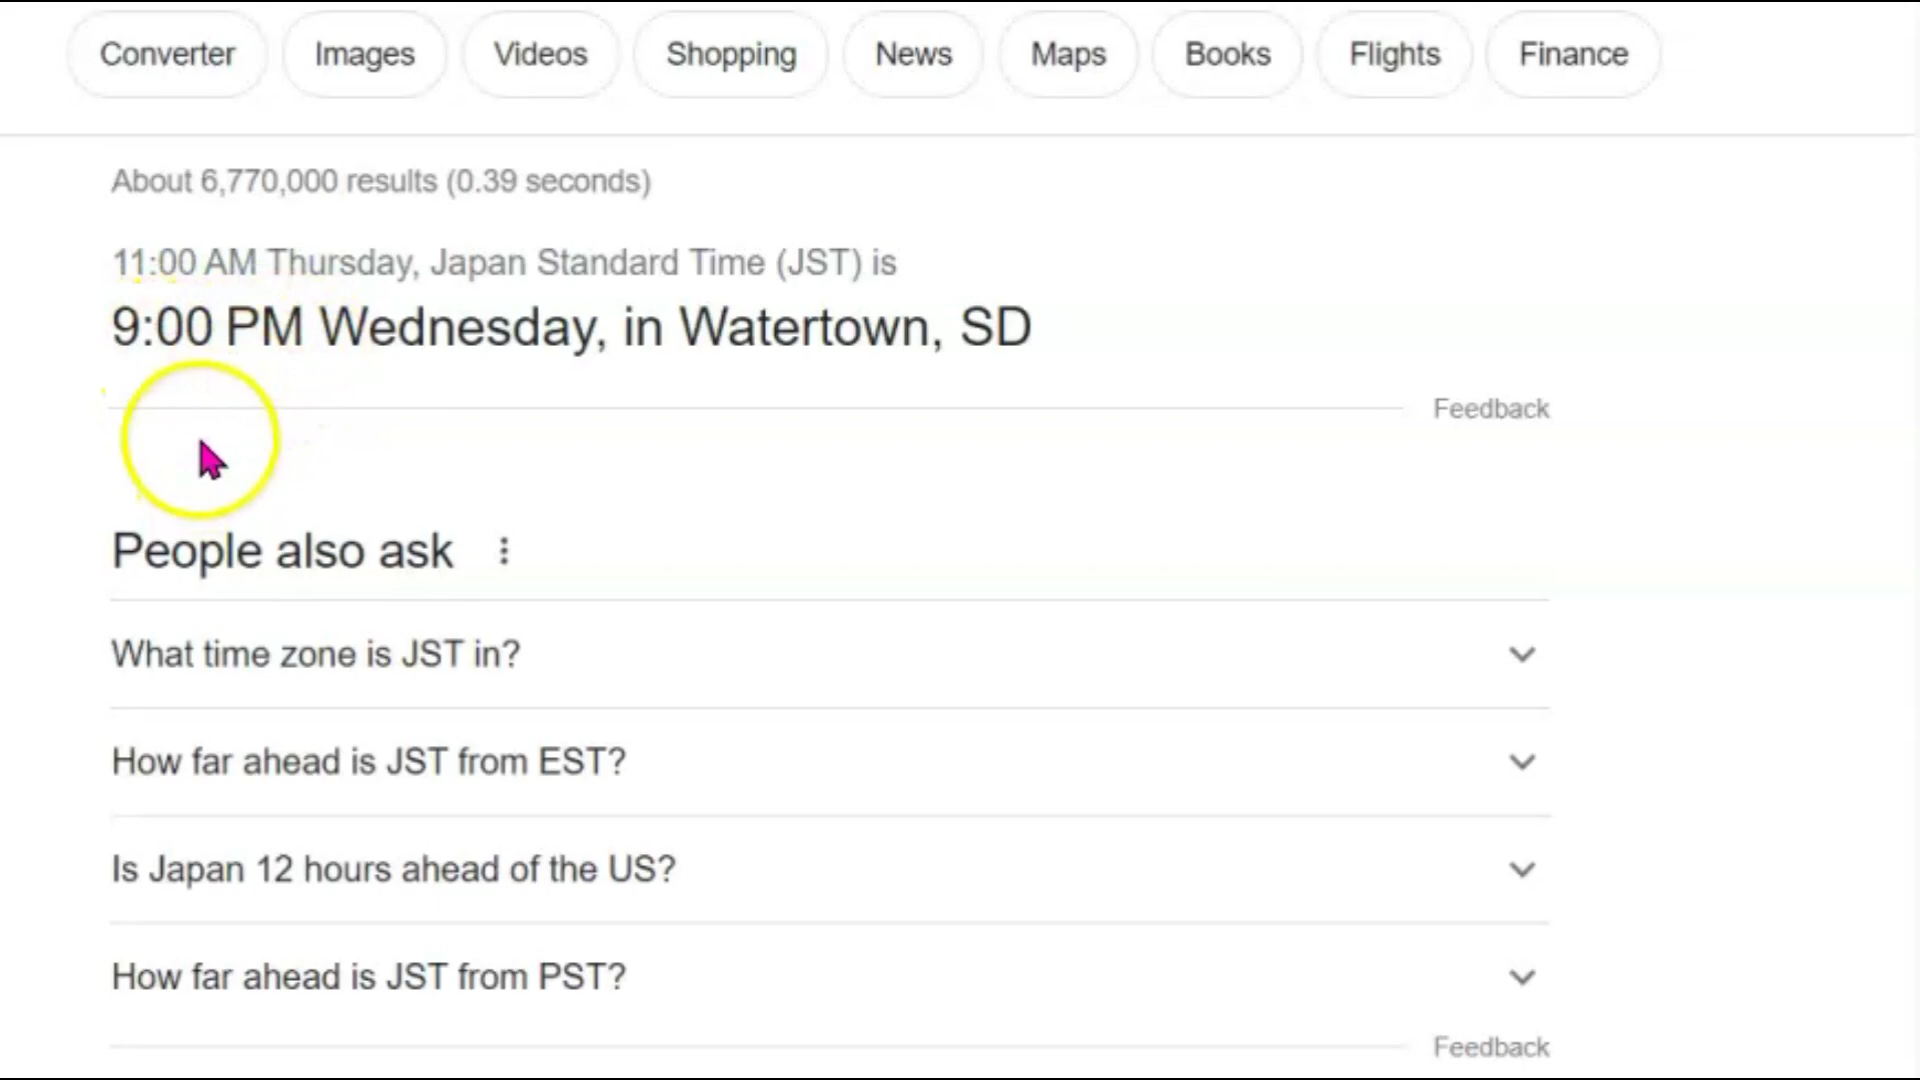 Converter Images Videos Shopping News Maps Books Flights Finance
About 6,770,000 results (0.39 seconds)
11:00 AM Thursday, Japan Standard Time (JST) is
9:00 PM Wednesday, in Watertown, SD
Feedback
People also ask
What time zone is JST in?
How far ahead is JST from EST?
Is Japan 12 hours ahead of the US?
How far ahead is JST from PST?
Feedback